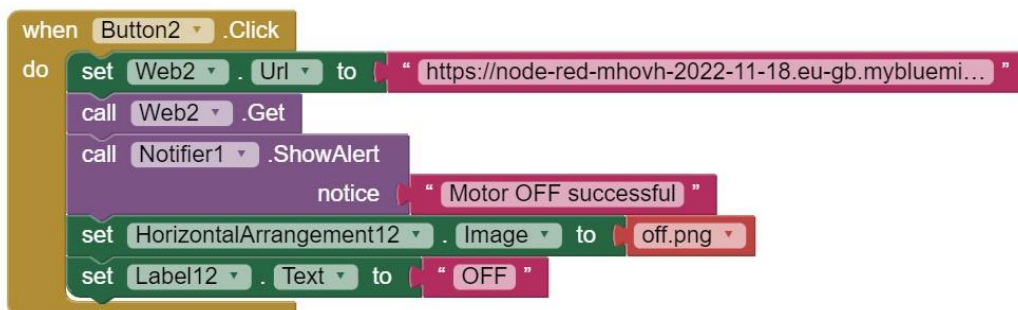 when Button2 .Click
do set Web2 . Url to “ https://node-red-mhovh-2022-11-18.eu-gb.mybluemi... ”
call Web2 .Get
call Notifier1 .ShowAlert
notice “ Motor OFF successful ”
set HorizontalArrangement12 . Image to off.png
set Label12 . Text to “ OFF ”